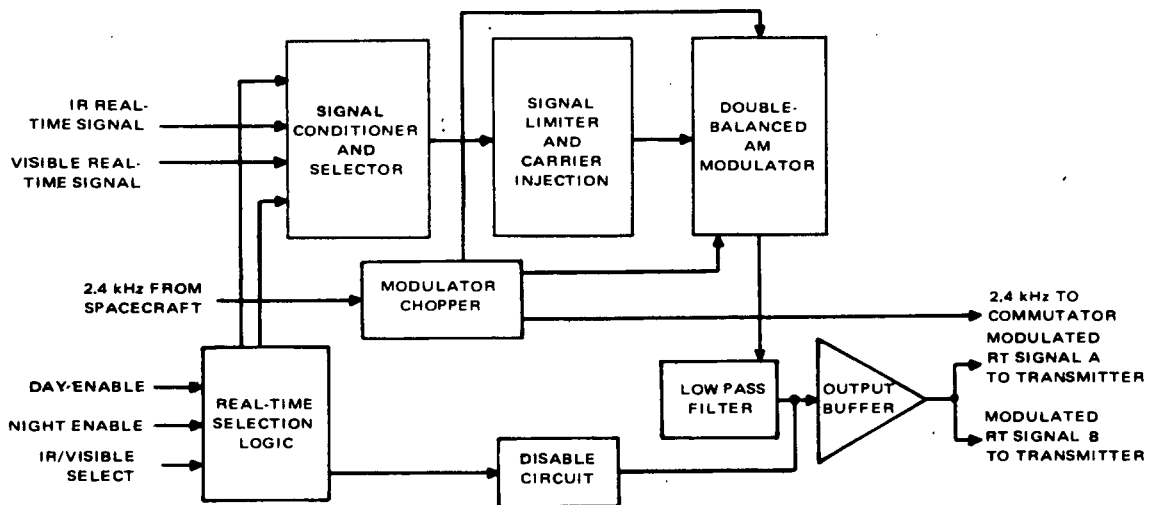 IR REAL-
TIME SIGNAL
VISIBLE REAL-
TIME SIGNAL
SIGNAL
CONDITIONER
AND
SELECTOR
SIGNAL
LIMITER
AND
CARRIER
INJECTION
DOUBLE-
BALANCED
AM
MODULATOR
2.4 kHz FROM
SPACECRAFT
MODULATOR
CHOPPER
2.4 kHz TO
COMMUTATOR
MODULATED
RT SIGNAL A
TO TRANSMITTER
MODULATED
RT SIGNAL B
TO TRANSMITTER
DAY-ENABLE
NIGHT ENABLE
IR/VISIBLE
SELECT
REAL-TIME
SELECTION
LOGIC
LOW PASS
FILTER
OUTPUT
BUFFER
DISABLE
CIRCUIT